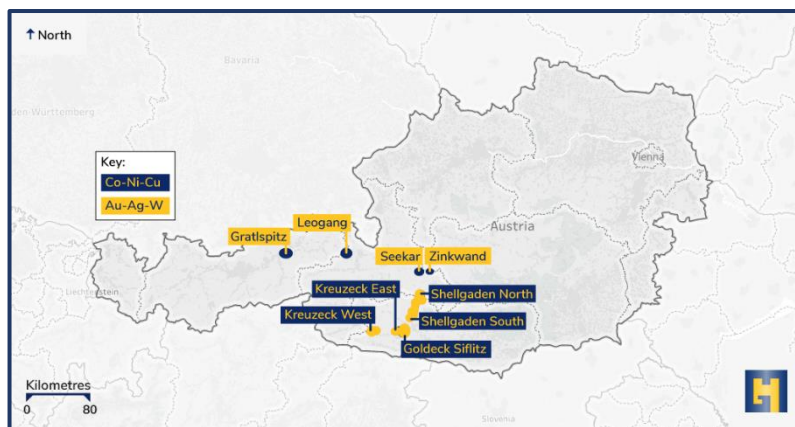 North
Bavaria
den-Württemberg
Key:
Co-Ni-Cu
Au-Ag-W
Vienna
Leogang
Gratlspitz
Austria
Seekar
Zinkwand
Liechtenstein
Kreuzeck East
Shellgaden North
Kreuzeck West
Shellgaden South
Goldeck Siflitz
Kilometres
0 80
Slovenia